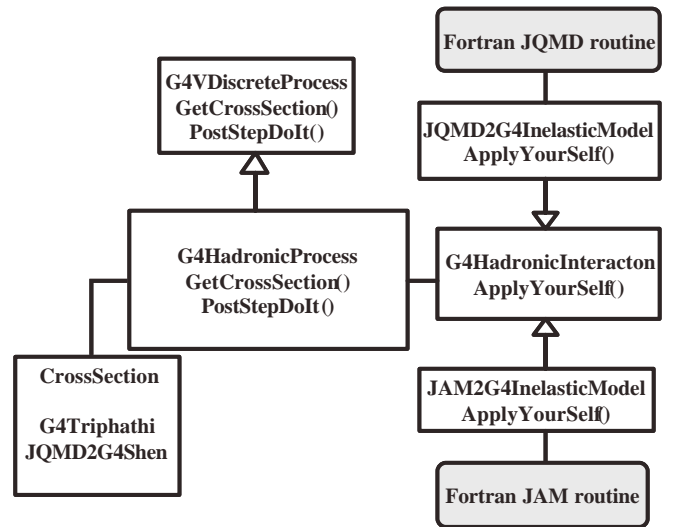 Fortran JQMD routine
G4VDiscreteProcess
GetCrossSection()
PostStepDoIt()
JQMD2G4InelasticModel
ApplyYourSelf()
G4HadronicProcess
GetCrossSection()
PostStepDoIt()
G4HadronicInteracton
ApplyYourSelf()
CrossSection
G4Triphathi
JQMD2G4Shen
JAM2G4InelasticModel
ApplyYourSelf()
Fortran JAM routine